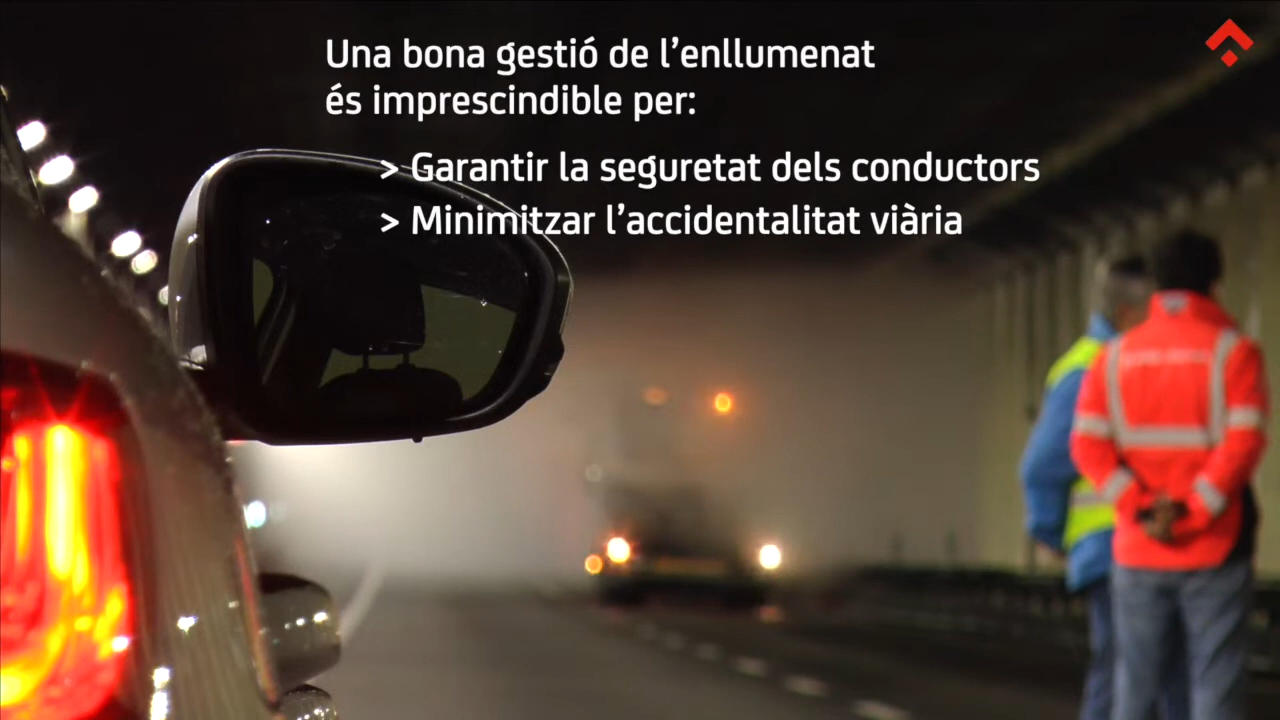 Una bona gestió de l’enllumenat
és imprescindible per:
> Garantir la seguretat dels conductors
> Minimitzar l’accidentalitat viària